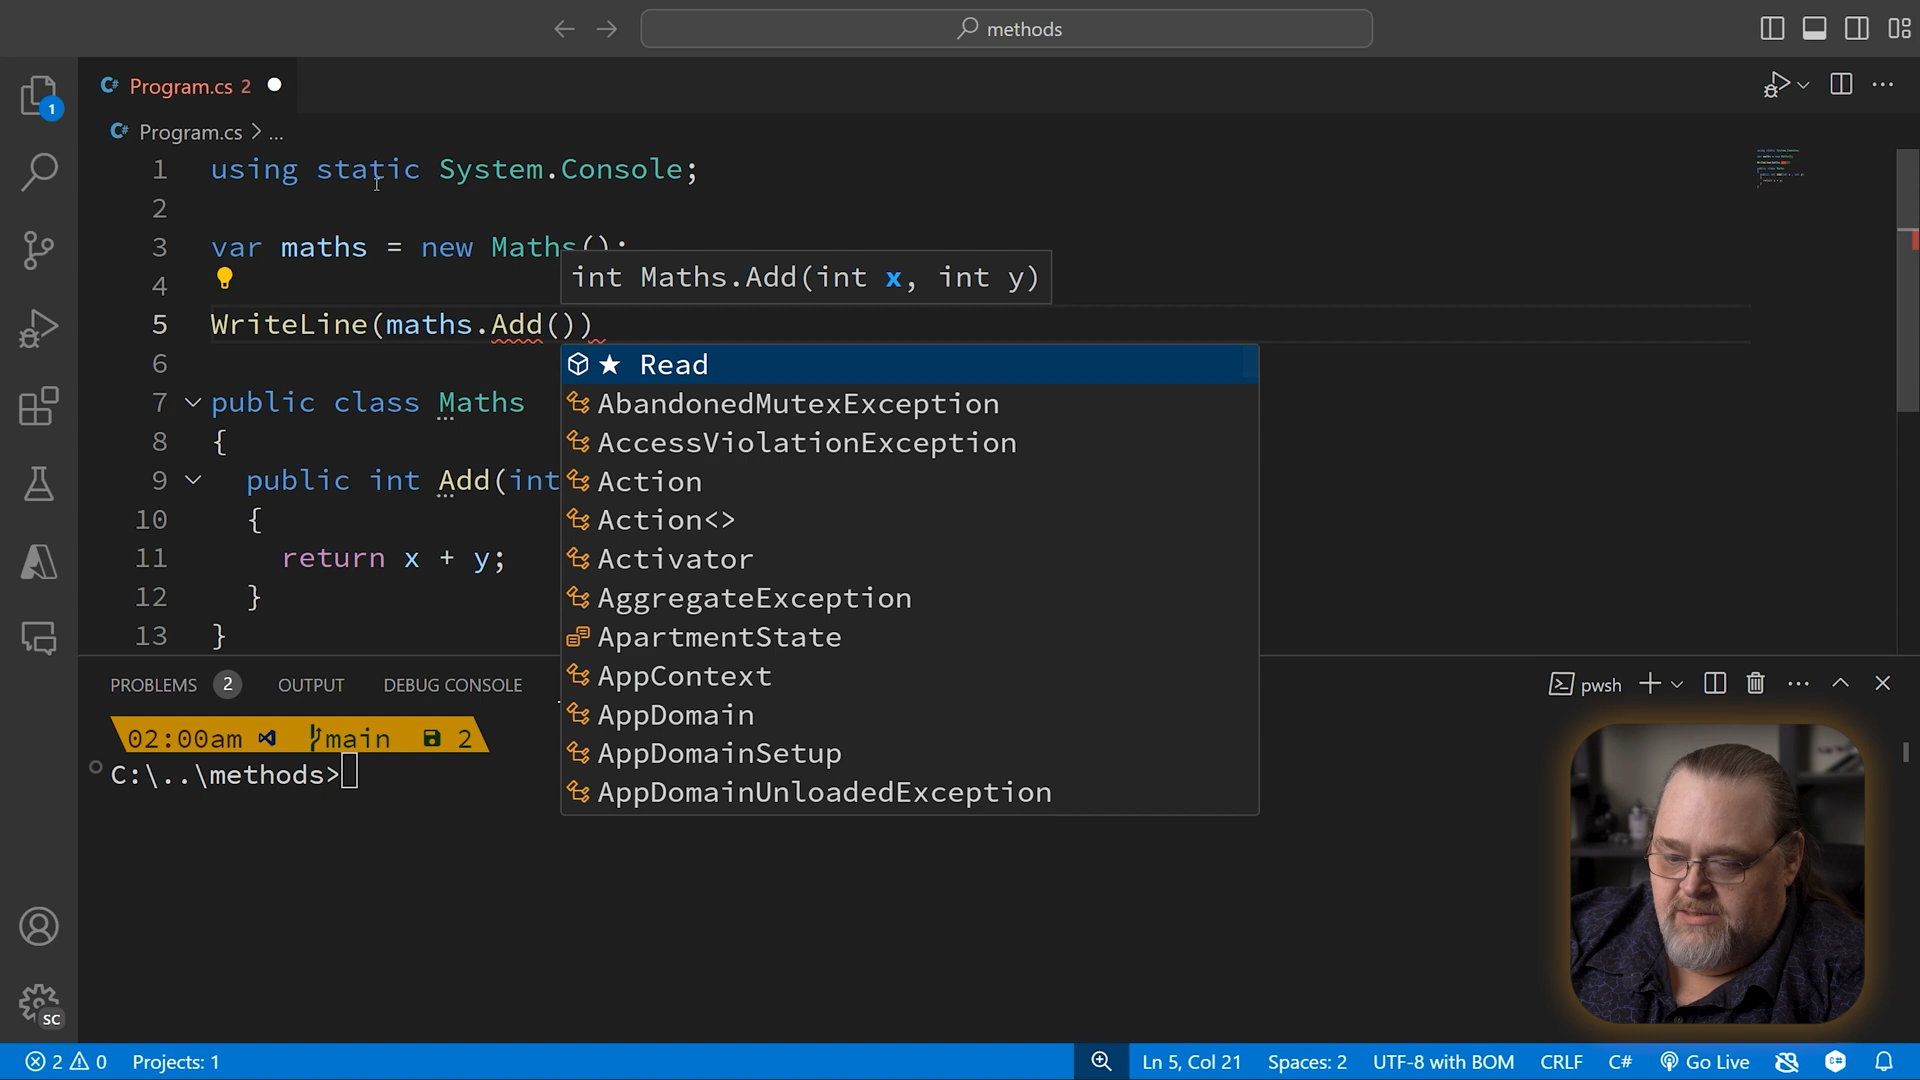 methods
Program.cs 2
Program.cs > ...
1 using static System.Console;
2
3 var maths = new Maths();
4
int Maths.Add(int x, int y)
5 WriteLine(maths.Add())
6
7 public class Maths
8 {
9 public int Add(int
10 {
11 return x + y;
12 }
13 }
Read
AbandonedMutexException
AccessViolationException
Action
Action<>
Activator
AggregateException
ApartmentState
AppContext
AppDomain
AppDomainSetup
AppDomainUnloadedException
1
SC
PROBLEMS 2 OUTPUT DEBUG CONSOLE
pwsh
02:00am main 2
C:\..\methods>
2 0 Projects: 1
Ln 5, Col 21 Spaces: 2 UTF-8 with BOM CRLF C# Go Live